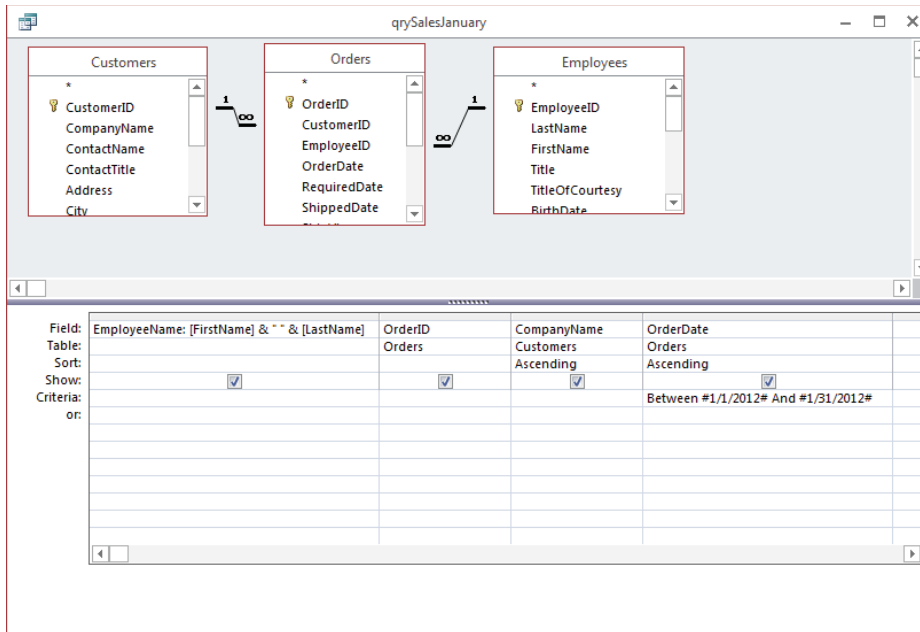 qrySalesJanuary
Customers
*
CustomerID
CompanyName
ContactName
ContactTitle
Address
City
1
∞
Orders
*
OrderID
CustomerID
EmployeeID
OrderDate
RequiredDate
ShippedDate
1
∞
Employees
*
EmployeeID
LastName
FirstName
Title
TitleOfCourtesy
BirthDate
Field: EmployeeName: [FirstName] & " " & [LastName] OrderID CompanyName OrderDate
Table: Orders Customers Orders
Sort: Ascending Ascending
Show:
Criteria: Between #1/1/2012# And #1/31/2012#
or: